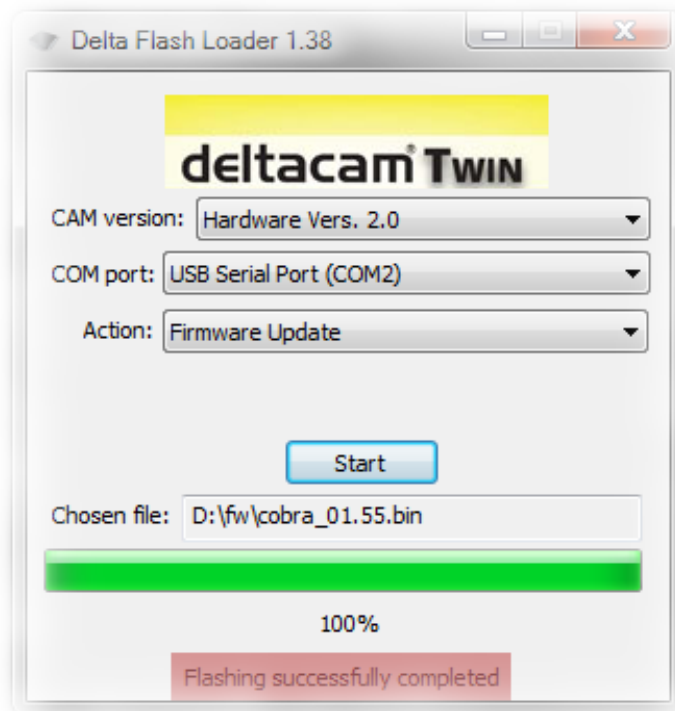 Delta Flash Loader 1.38
deltacam® TWIN
CAM version: Hardware Vers. 2.0
COM port: USB Serial Port (COM2)
Action: Firmware Update
Start
Chosen file: D:\fw\cobra_01.55.bin
100%
Flashing successfully completed